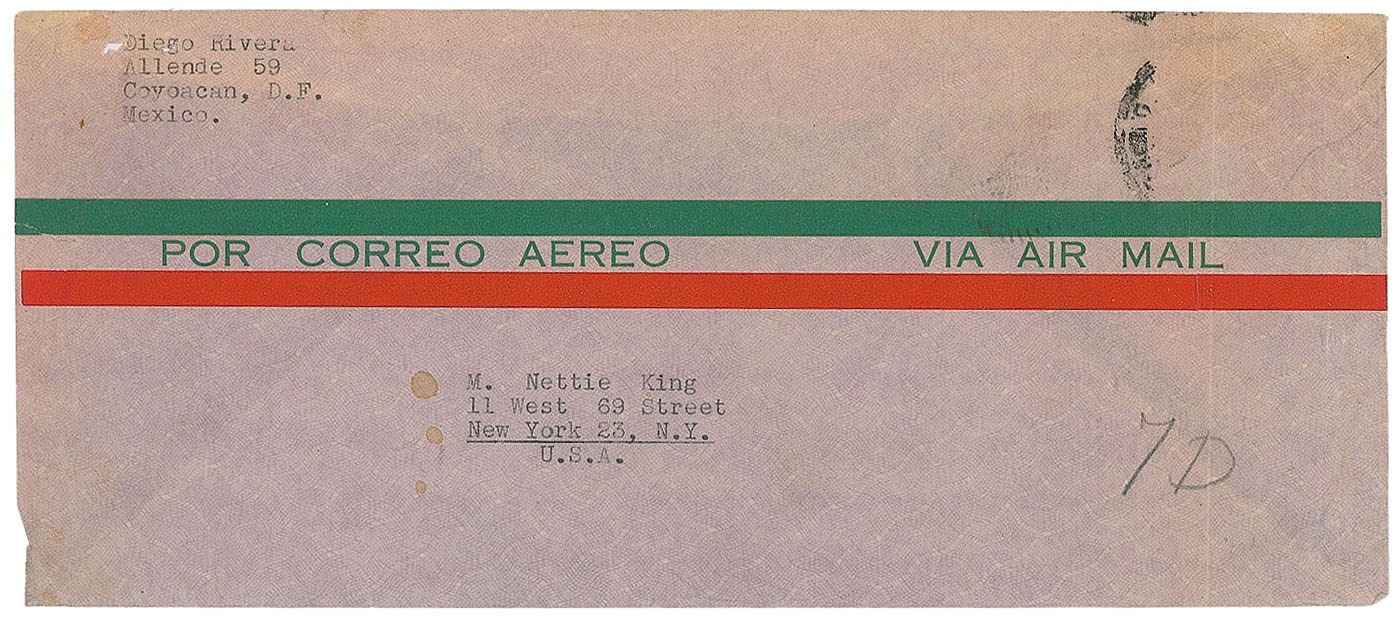 Diego Rivera
Allende 59
Coyoacan, D.F.
Mexico.
POR CORREO AEREO VIA AIR MAIL
M. Nettie King
11 West 69 Street
New York 23, N.Y.
U.S.A.
7D